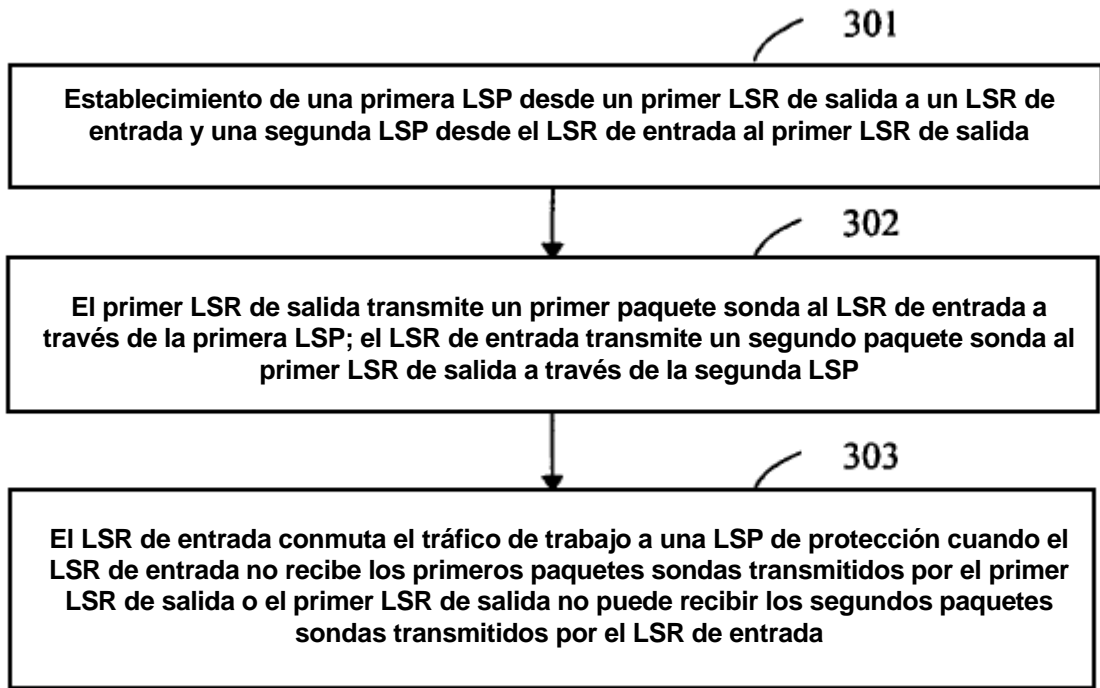 301
Establecimiento de una primera LSP desde un primer LSR de salida a un LSR de
entrada y una segunda LSP desde el LSR de entrada al primer LSR de salida
302
El primer LSR de salida transmite un primer paquete sonda al LSR de entrada a
través de la primera LSP; el LSR de entrada transmite un segundo paquete sonda al
primer LSR de salida a través de la segunda LSP
303
El LSR de entrada conmuta el tráfico de trabajo a una LSP de protección cuando el
LSR de entrada no recibe los primeros paquetes sondas transmitidos por el primer
LSR de salida o el primer LSR de salida no puede recibir los segundos paquetes
sondas transmitidos por el LSR de entrada